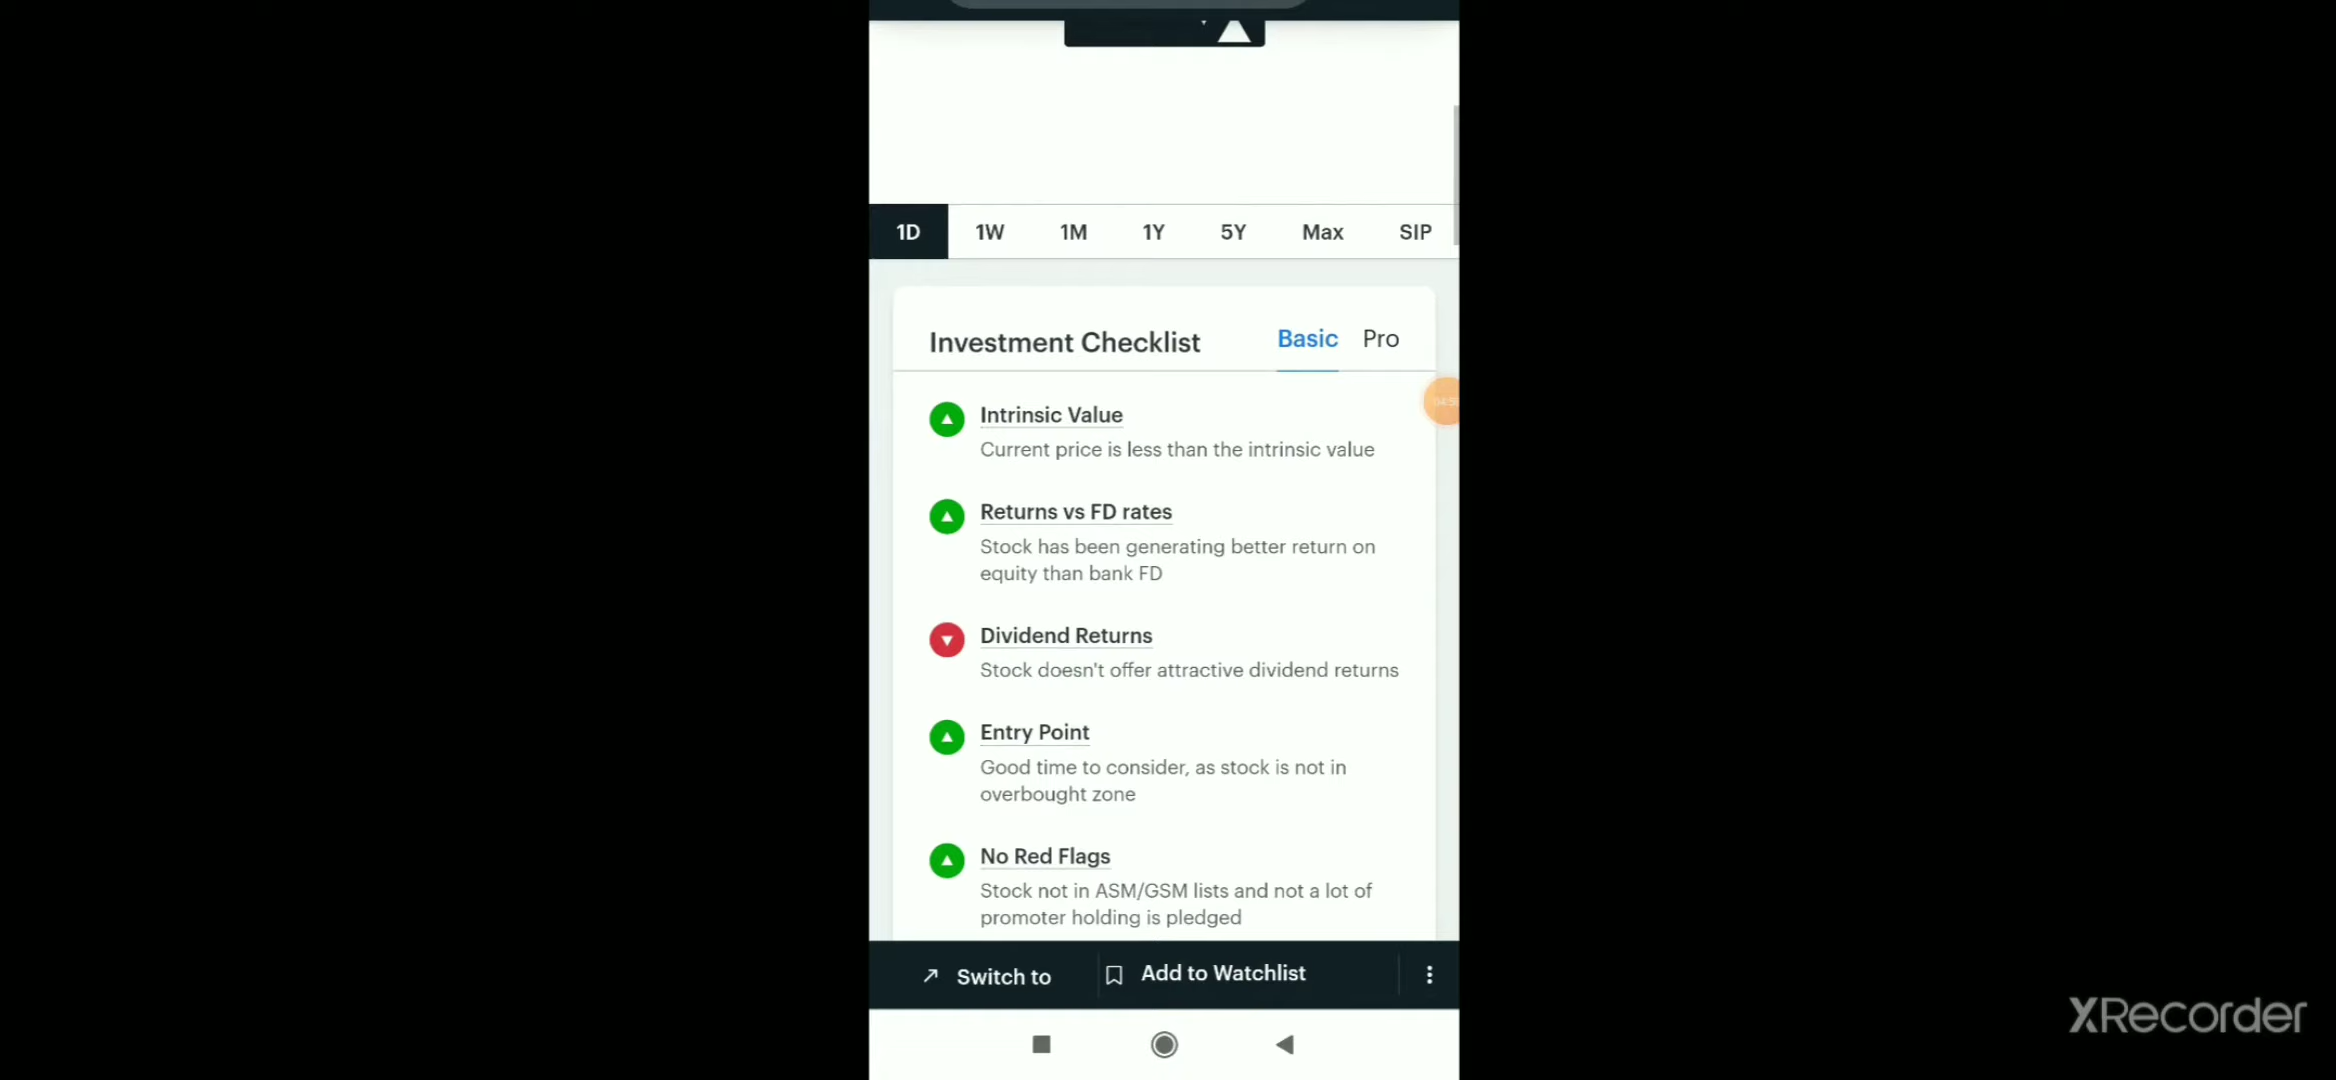 1D 1W 1M 1Y 5Y Max SIP
Investment Checklist Basic Pro
Intrinsic Value
Current price is less than the intrinsic value
Returns vs FD rates
Stock has been generating better return on
equity than bank FD
Dividend Returns
Stock doesn't offer attractive dividend returns
Entry Point
Good time to consider, as stock is not in
overbought zone
No Red Flags
Stock not in ASM/GSM lists and not a lot of
promoter holding is pledged
Switch to Add to Watchlist
XRecorder